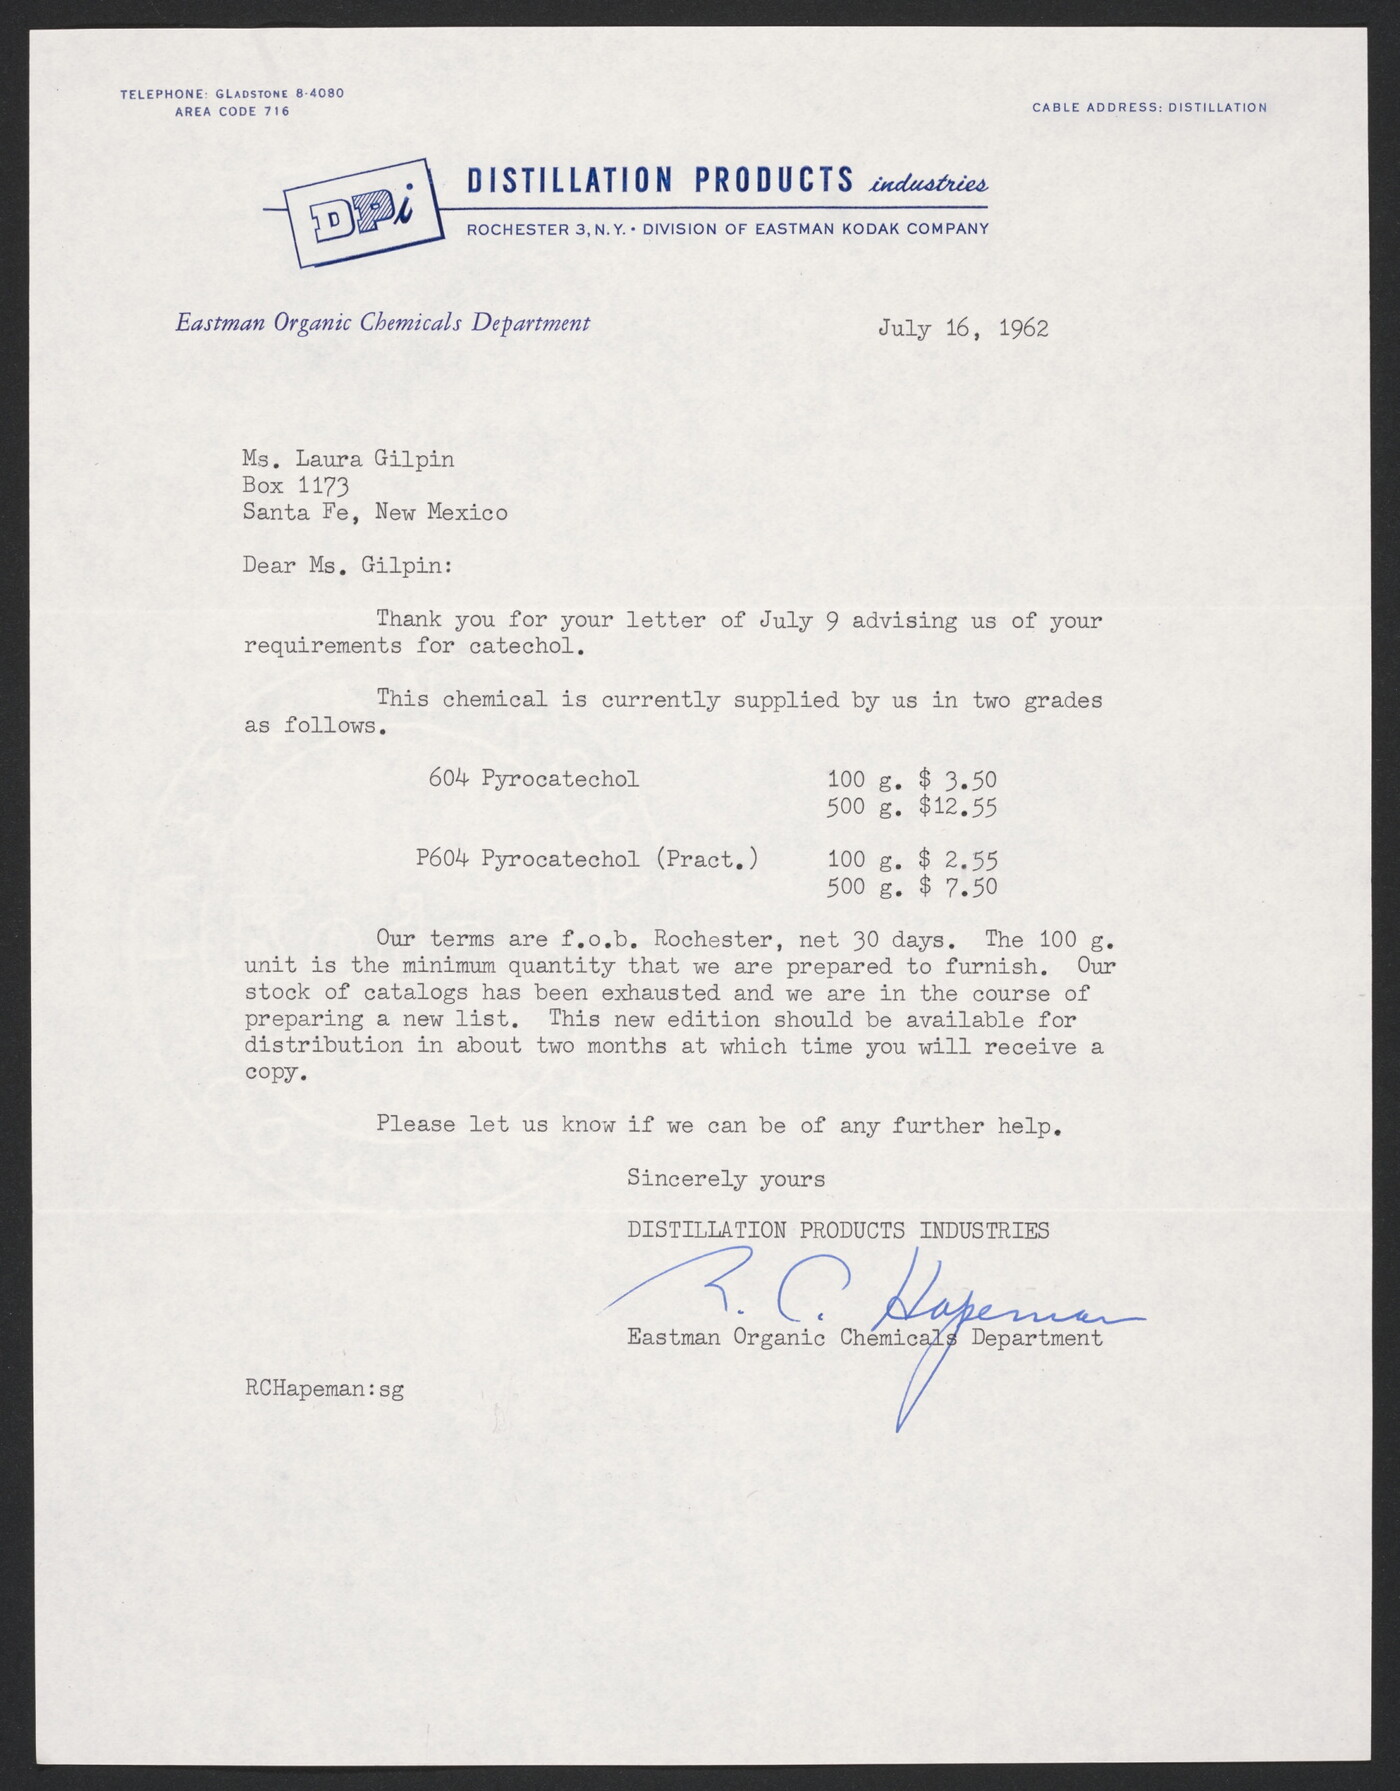 TELEPHONE: GLADSTONE 8-4080
AREA CODE 716
CABLE ADDRESS: DISTILLATION
DPi
DISTILLATION PRODUCTS industries
ROCHESTER 3, N.Y. • DIVISION OF EASTMAN KODAK COMPANY
Eastman Organic Chemicals Department
July 16, 1962
Ms. Laura Gilpin
Box 1173
Santa Fe, New Mexico
Dear Ms. Gilpin:
Thank you for your letter of July 9 advising us of your
requirements for catechol.
This chemical is currently supplied by us in two grades
as follows.
604 Pyrocatechol 100 g. $ 3.50
500 g. $12.55
P604 Pyrocatechol (Pract.) 100 g. $ 2.55
500 g. $ 7.50
Our terms are f.o.b. Rochester, net 30 days. The 100 g.
unit is the minimum quantity that we are prepared to furnish. Our
stock of catalogs has been exhausted and we are in the course of
preparing a new list. This new edition should be available for
distribution in about two months at which time you will receive a
copy.
Please let us know if we can be of any further help.
Sincerely yours
DISTILLATION PRODUCTS INDUSTRIES
R. C. Hapeman
Eastman Organic Chemicals Department
RCHapeman:sg